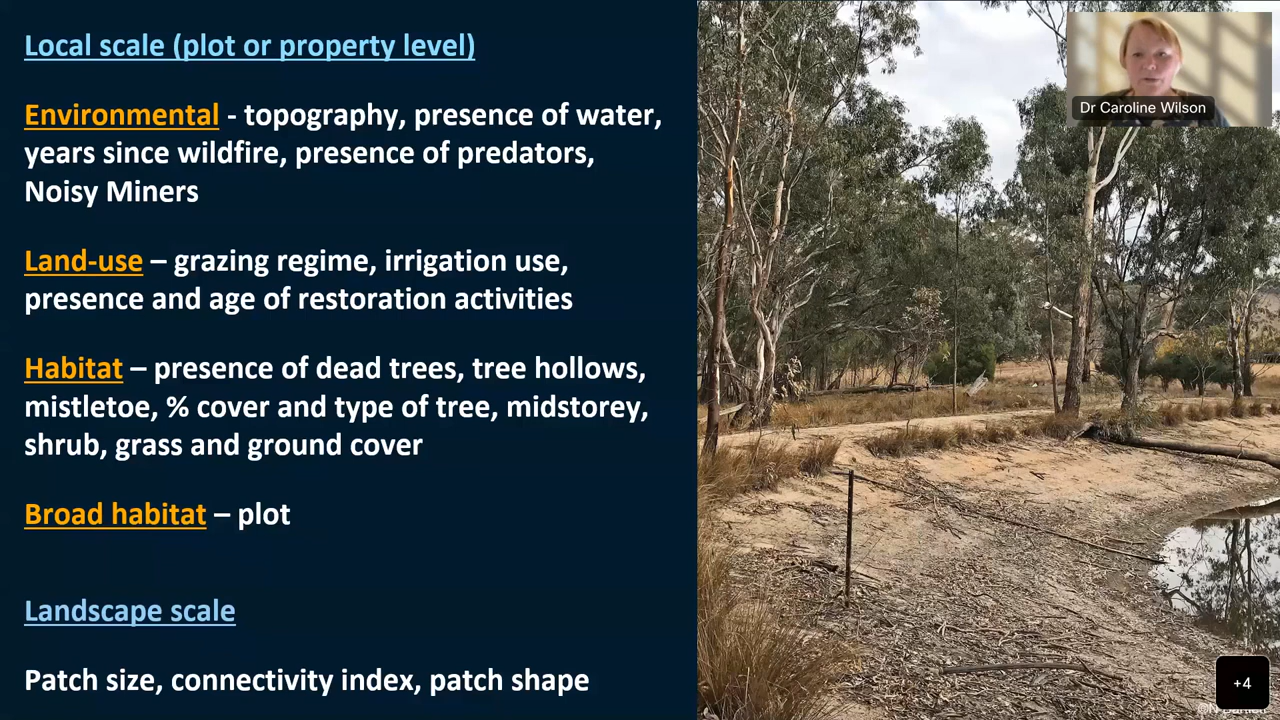 Local scale (plot or property level)
Environmental - topography, presence of water,
years since wildfire, presence of predators,
Noisy Miners
Land-use – grazing regime, irrigation use,
presence and age of restoration activities
Habitat – presence of dead trees, tree hollows,
mistletoe, % cover and type of tree, midstorey,
shrub, grass and ground cover
Broad habitat – plot
Landscape scale
Patch size, connectivity index, patch shape
Dr Caroline Wilson
+4